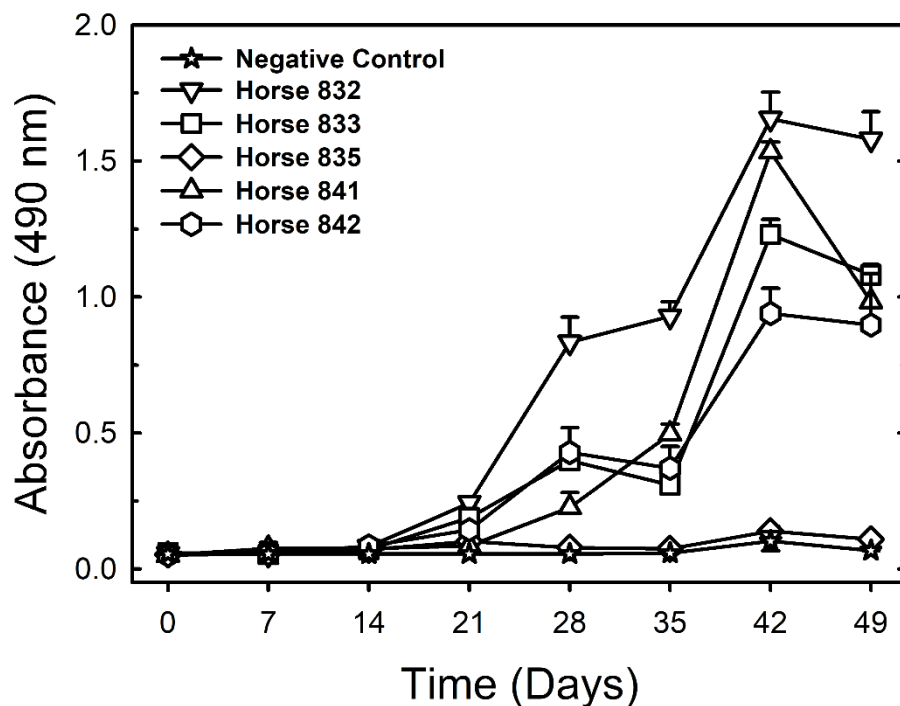 2.0
1.5
1.0
0.5
0.0
Absorbance (490 nm)
Negative Control
Horse 832
Horse 833
Horse 835
Horse 841
Horse 842
0 7 14 21 28 35 42 49
Time (Days)